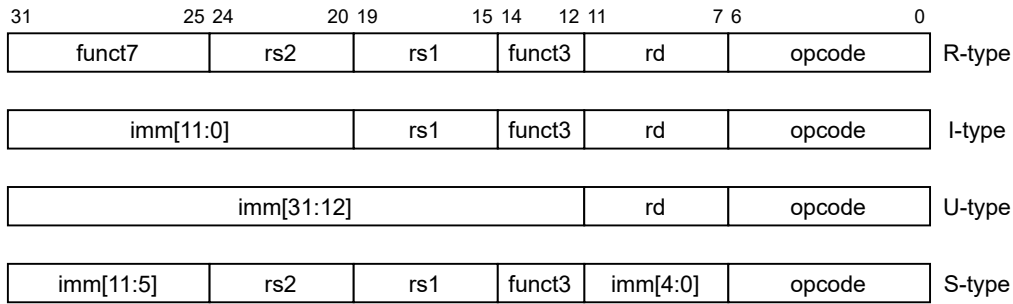 31 25 24 20 19 15 14 12 11 7 6 0
funct7 rs2 rs1 funct3 rd opcode R-type
imm[11:0] rs1 funct3 rd opcode I-type
imm[31:12] rd opcode U-type
imm[11:5] rs2 rs1 funct3 imm[4:0] opcode S-type